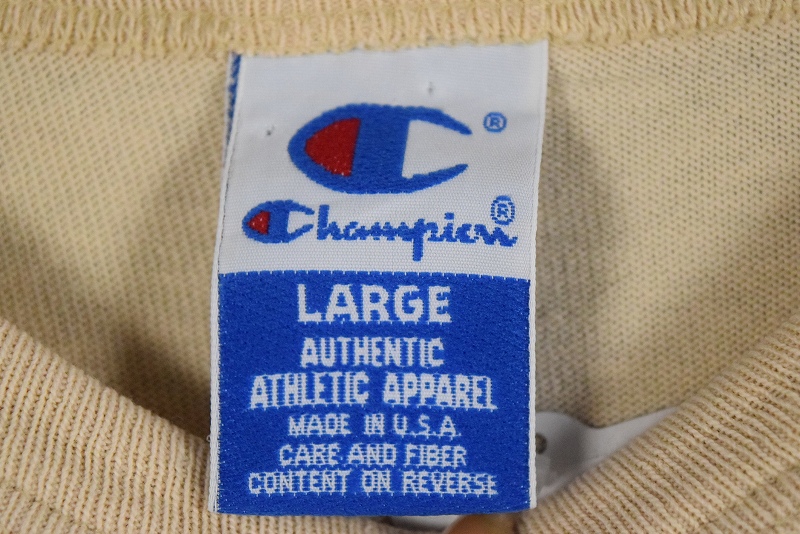 ®
Champion®
LARGE
AUTHENTIC
ATHLETIC APPAREL
MADE IN U.S.A.
CARE AND FIBER
CONTENT ON REVERSE